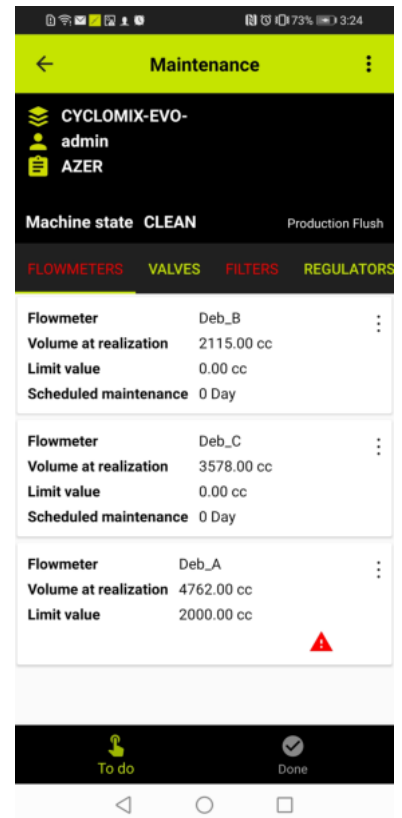 73% 3:24
Maintenance
CYCLOMIX-EVO-
admin
AZER
Machine state CLEAN Production Flush
FLOWMETERS VALVES FILTERS REGULATORS
Flowmeter Deb_B
Volume at realization 2115.00 cc
Limit value 0.00 cc
Scheduled maintenance 0 Day
Flowmeter Deb_C
Volume at realization 3578.00 cc
Limit value 0.00 cc
Scheduled maintenance 0 Day
Flowmeter Deb_A
Volume at realization 4762.00 cc
Limit value 2000.00 cc
To do Done